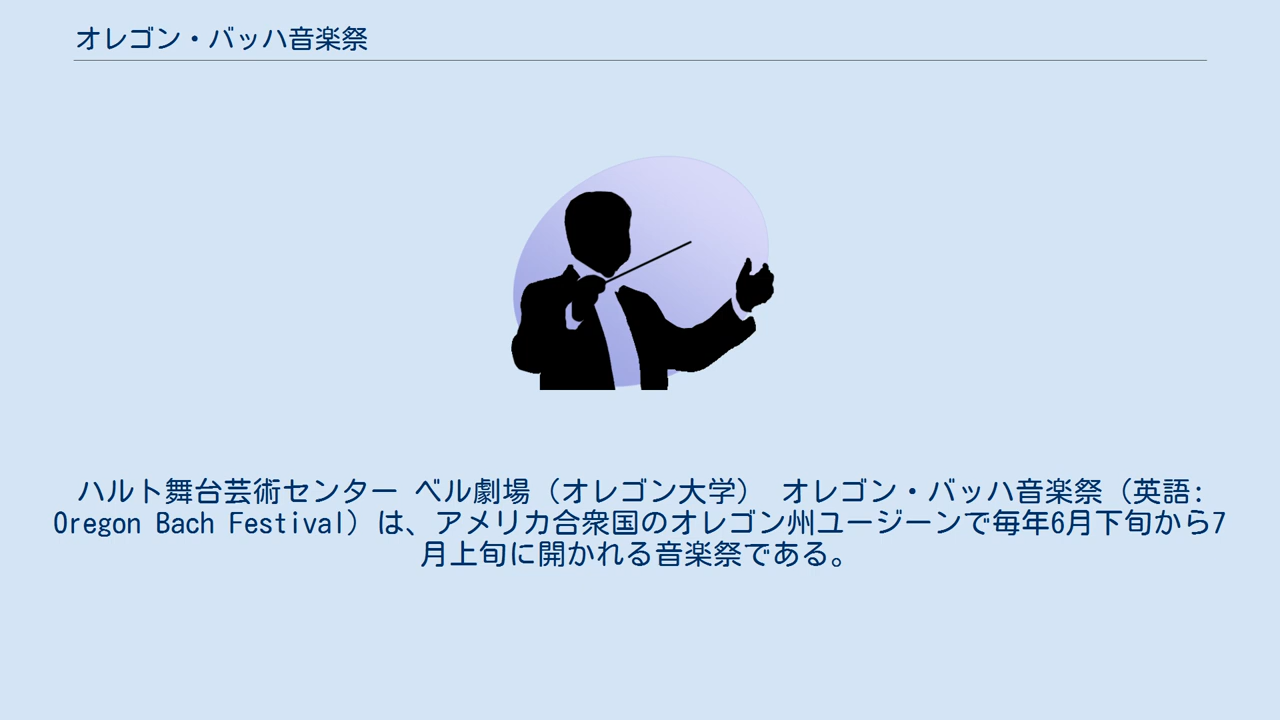 オレゴン・バッハ音楽祭
ハルト舞台芸術センター ベル劇場（オレゴン大学） オレゴン・バッハ音楽祭（英語:
Oregon Bach Festival）は、アメリカ合衆国のオレゴン州ユージーンで毎年6月下旬から7
月上旬に開かれる音楽祭である。